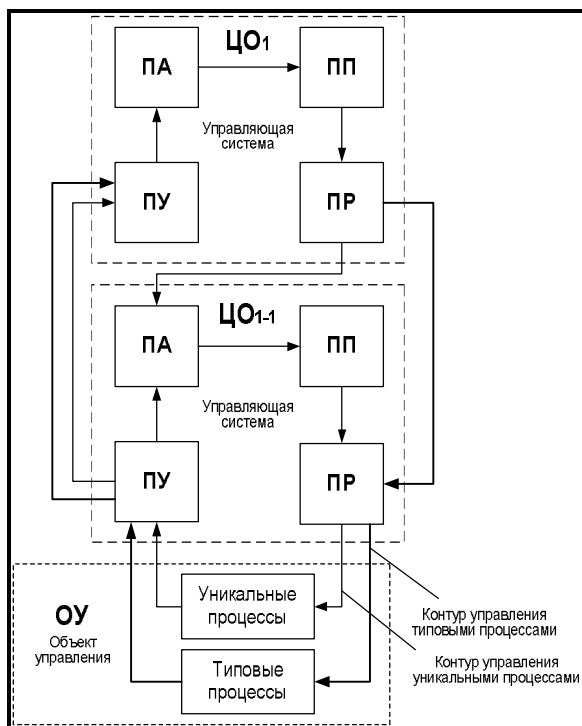 ЦО1
ПА
ПП
Управляющая
система
ПУ
ПР
ЦО1-1
ПА
ПП
Управляющая
система
ПУ
ПР
ОУ
Объект
управления
Уникальные
процессы
Типовые
процессы
Контур управления
типовыми процессами
Контур управления
уникальными процессами